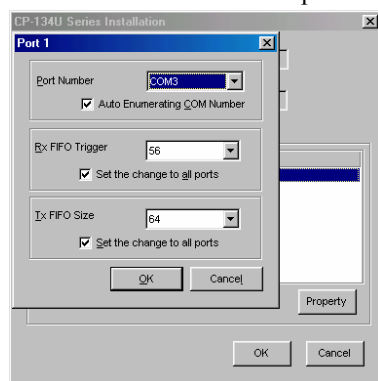 CP-134U Series Installation
Port 1
Port Number COM3
Auto Enumerating COM Number
Rx FIFO Trigger 56
Set the change to all ports
Tx FIFO Size 64
Set the change to all ports
OK Cancel
Property
OK Cancel